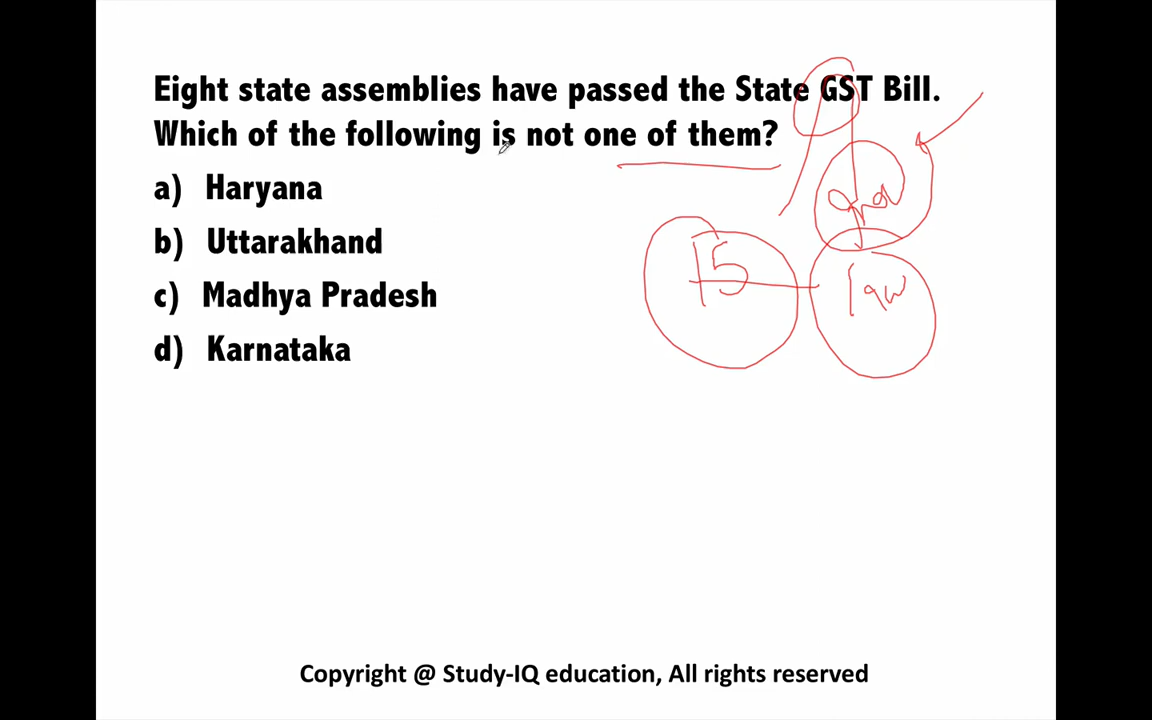 Eight state assemblies have passed the State GST Bill.
Which of the following is not one of them?
a) Haryana
b) Uttarakhand
c) Madhya Pradesh
d) Karnataka
15
Copyright @ Study-IQ education, All rights reserved